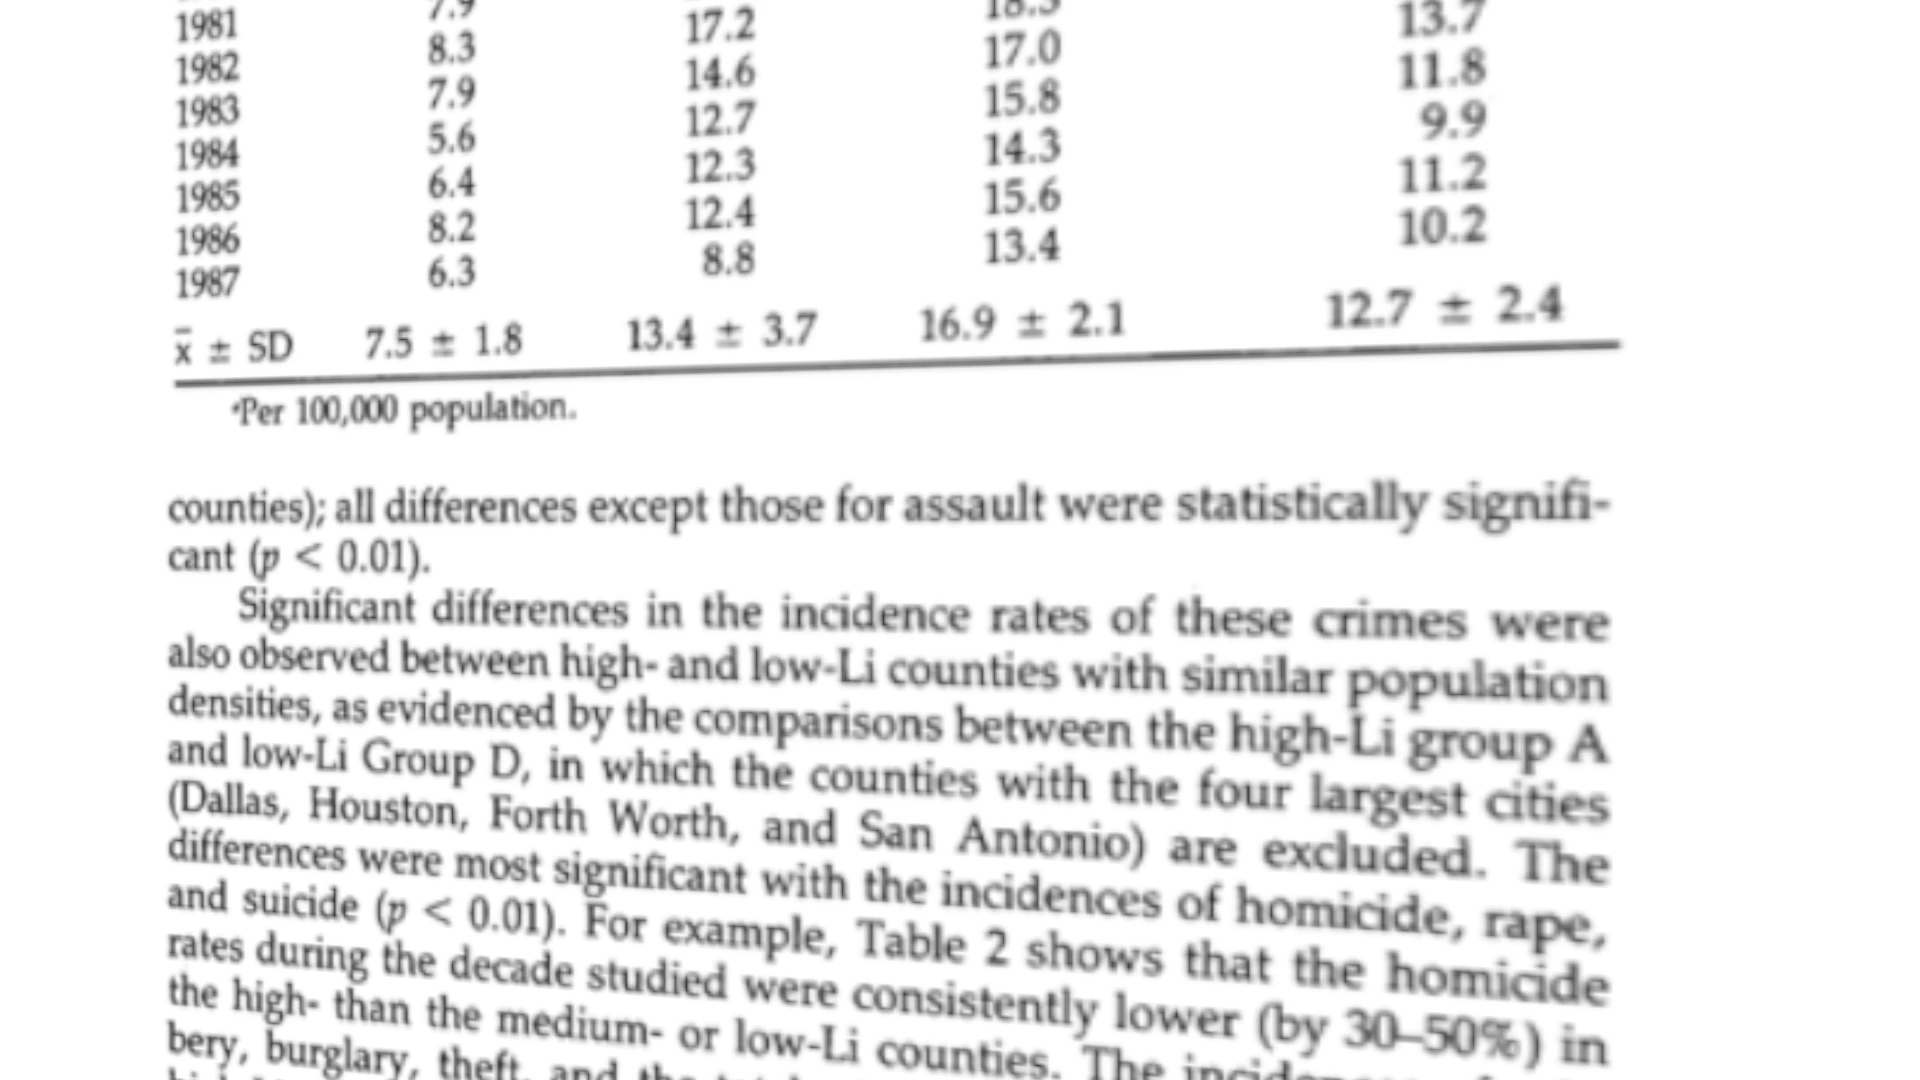 1981 7.9
1982 8.3 17.2
1983 7.9 14.6 17.0 13.7
1984 5.6 12.7 15.8 11.8
1985 6.4 12.3 14.3 9.9
1986 8.2 12.4 15.6 11.2
1987 6.3 8.8 13.4 10.2
x̄ ± SD 7.5 ± 1.8 13.4 ± 3.7 16.9 ± 2.1 12.7 ± 2.4
ᵃPer 100,000 population.
counties); all differences except those for assault were statistically signifi-
cant (p < 0.01).
Significant differences in the incidence rates of these crimes were
also observed between high- and low-Li counties with similar population
densities, as evidenced by the comparisons between the high-Li group A
and low-Li Group D, in which the counties with the four largest cities
(Dallas, Houston, Forth Worth, and San Antonio) are excluded. The
differences were most significant with the incidences of homicide, rape,
and suicide (p < 0.01). For example, Table 2 shows that the homicide
rates during the decade studied were consistently lower (by 30–50%) in
the high- than the medium- or low-Li counties. The
bery, burglary, theft, and the